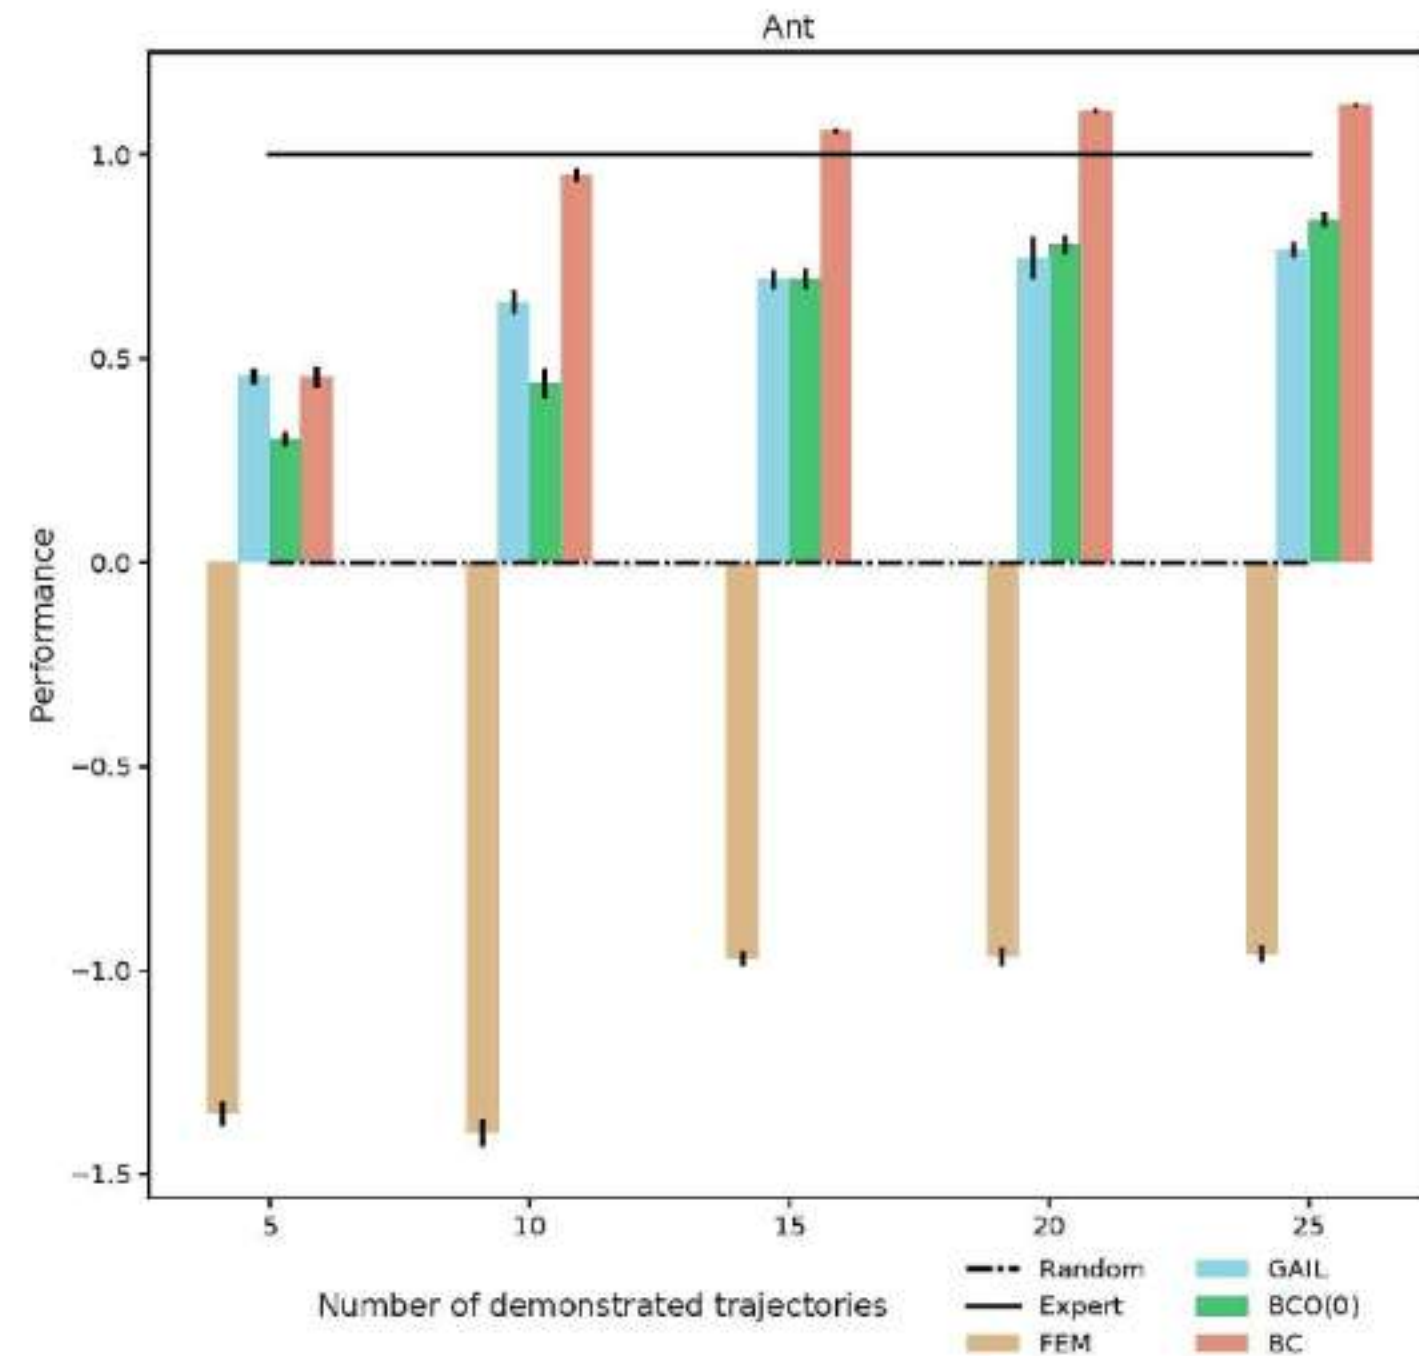 Ant
1.0
0.5
0.0
−0.5
−1.0
−1.5
Performance
5 10 15 20 25
Number of demonstrated trajectories
Random
Expert
FEM
GAIL
BCO(0)
BC